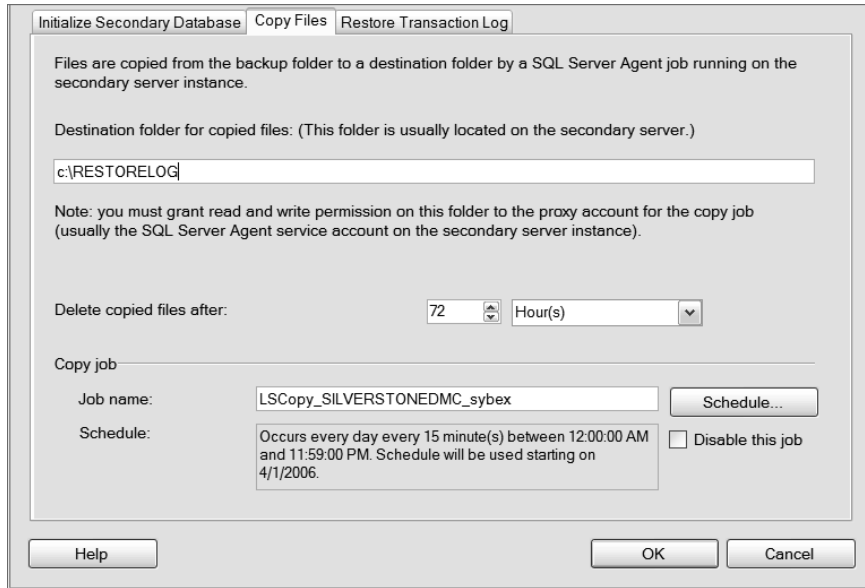 Initialize Secondary Database Copy Files Restore Transaction Log
Files are copied from the backup folder to a destination folder by a SQL Server Agent job running on the
secondary server instance.
Destination folder for copied files: (This folder is usually located on the secondary server.)
c:\RESTORELOG
Note: you must grant read and write permission on this folder to the proxy account for the copy job
(usually the SQL Server Agent service account on the secondary server instance).
Delete copied files after: 72 Hour(s)
Copy job
Job name: LSCopy_SILVERSTONEDMC_sybex Schedule...
Schedule: Occurs every day every 15 minute(s) between 12:00:00 AM Disable this job
and 11:59:00 PM. Schedule will be used starting on
4/1/2006.
Help OK Cancel